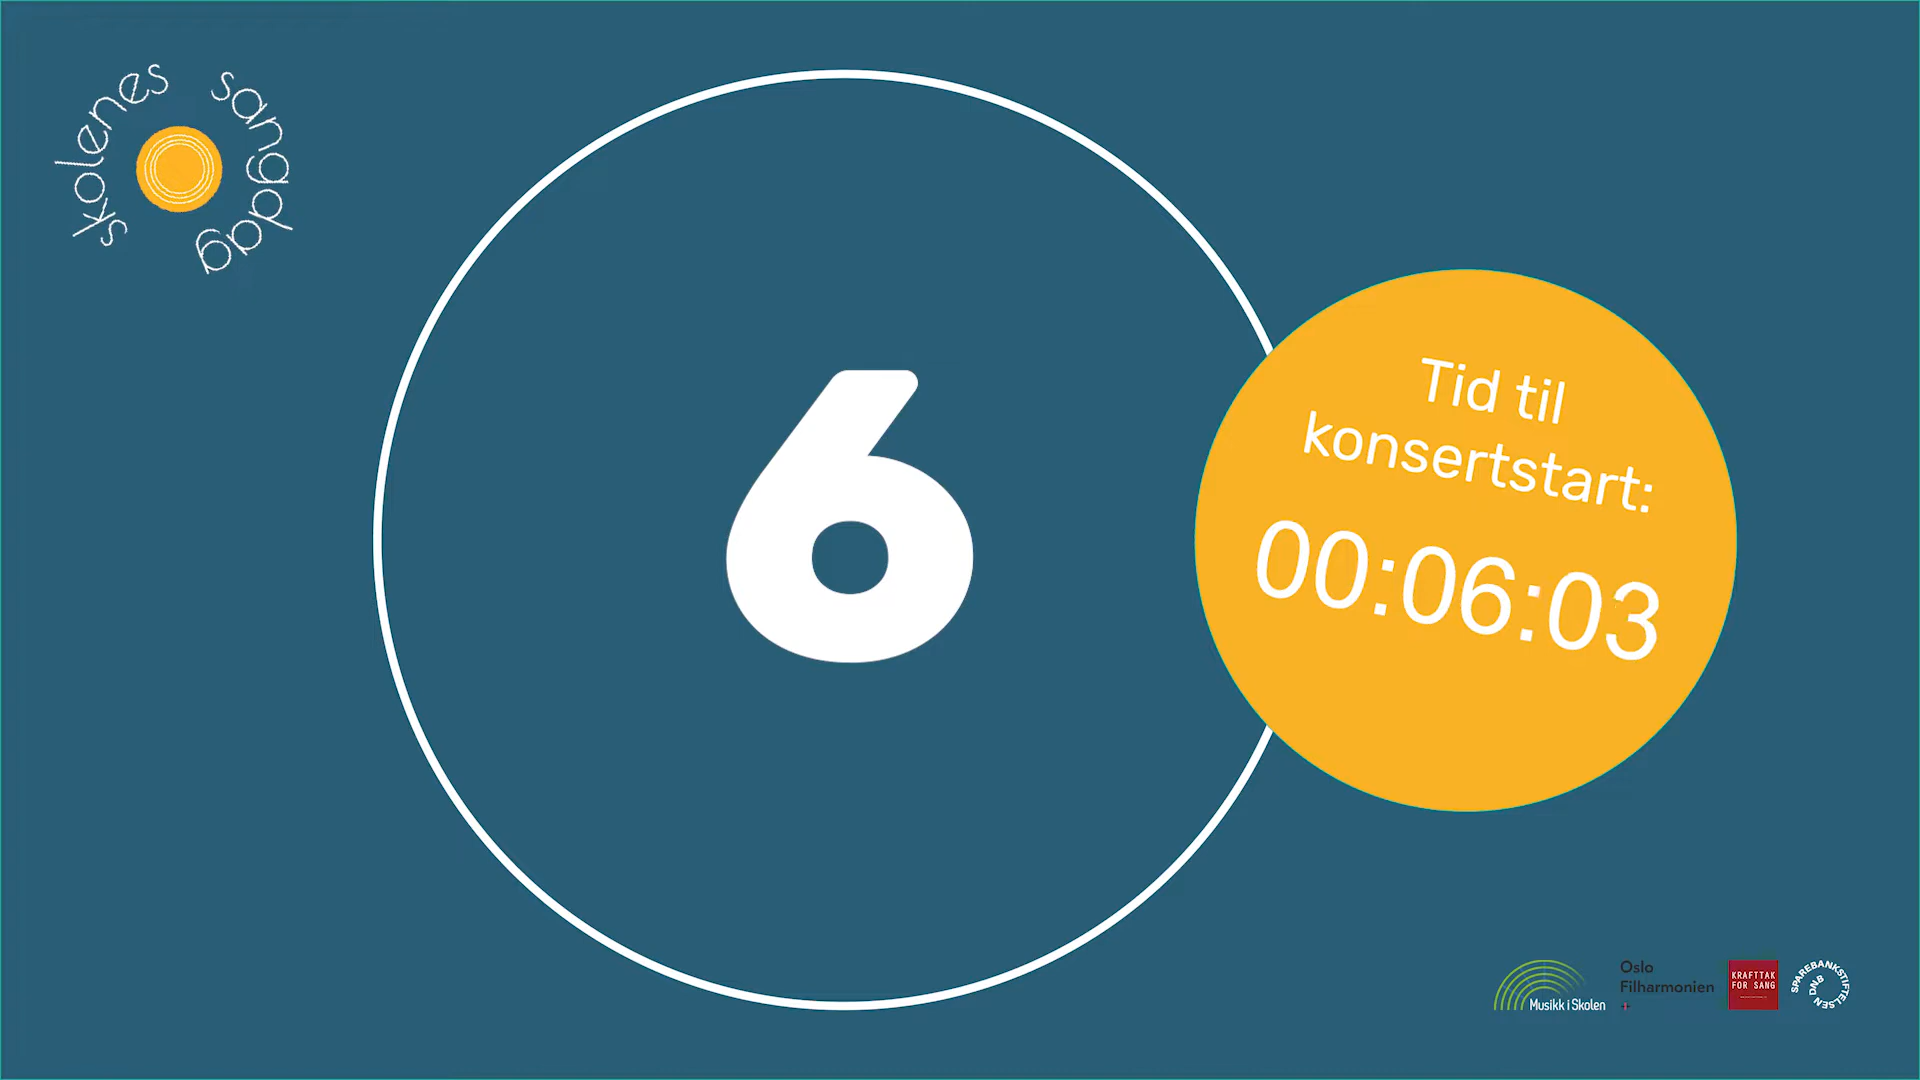 skolenes sangdag
6
Tid til
konsertstart:
00:06:03
Musikk i Skolen
Oslo
Filharmonien
+
KRAFTTAK
FOR SANG
SPAREBANKSTIFTELSEN DNB